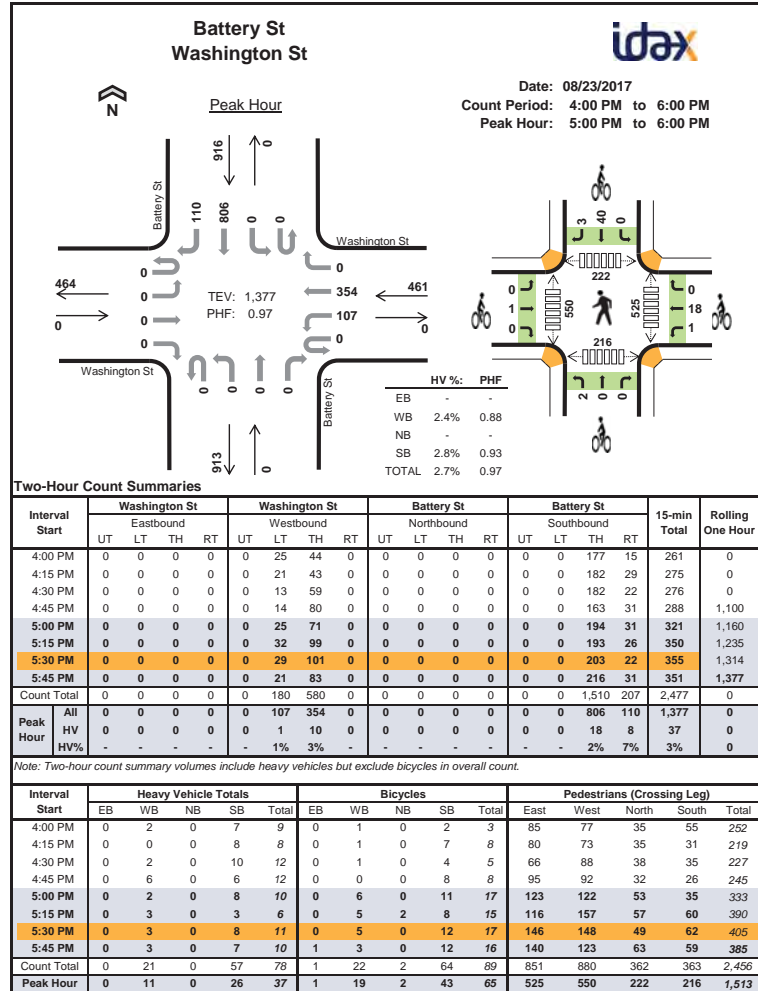 Battery St
Washington St
idax
N
Peak Hour
Date: 08/23/2017
Count Period: 4:00 PM to 6:00 PM
Peak Hour: 5:00 PM to 6:00 PM
916 0
Battery St
110 806 0 0
Washington St
464
0
0
0
0
0
TEV: 1,377
PHF: 0.97
0
354
107
0
461
0
Washington St
0 0 0 0
Battery St
913 0
3 40 0
222
0
1
0
550
525
0
18
1
216
2 0 0
HV %: PHF
EB - -
WB 2.4% 0.88
NB - -
SB 2.8% 0.93
TOTAL 2.7% 0.97
Two-Hour Count Summaries
Interval Start Washington St Washington St Battery St Battery St 15-min Total Rolling One Hour
Eastbound Westbound Northbound Southbound
UT LT TH RT UT LT TH RT UT LT TH RT UT LT TH RT
4:00 PM 0 0 0 0 0 25 44 0 0 0 0 0 0 0 177 15 261 0
4:15 PM 0 0 0 0 0 21 43 0 0 0 0 0 0 0 182 29 275 0
4:30 PM 0 0 0 0 0 13 59 0 0 0 0 0 0 0 182 22 276 0
4:45 PM 0 0 0 0 0 14 80 0 0 0 0 0 0 0 163 31 288 1,100
5:00 PM 0 0 0 0 0 25 71 0 0 0 0 0 0 0 194 31 321 1,160
5:15 PM 0 0 0 0 0 32 99 0 0 0 0 0 0 0 193 26 350 1,235
5:30 PM 0 0 0 0 0 29 101 0 0 0 0 0 0 0 203 22 355 1,314
5:45 PM 0 0 0 0 0 21 83 0 0 0 0 0 0 0 216 31 351 1,377
Count Total 0 0 0 0 0 180 580 0 0 0 0 0 0 0 1,510 207 2,477 0
Peak Hour All 0 0 0 0 0 107 354 0 0 0 0 0 0 0 806 110 1,377 0
HV 0 0 0 0 0 1 10 0 0 0 0 0 0 0 18 8 37 0
HV% - - - - - 1% 3% - - - - - - - 2% 7% 3% 0
Note: Two-hour count summary volumes include heavy vehicles but exclude bicycles in overall count.
Interval Start Heavy Vehicle Totals Bicycles Pedestrians (Crossing Leg)
EB WB NB SB Total EB WB NB SB Total East West North South Total
4:00 PM 0 2 0 7 9 0 1 0 2 3 85 77 35 55 252
4:15 PM 0 0 0 8 8 0 1 0 7 8 80 73 35 31 219
4:30 PM 0 2 0 10 12 0 1 0 4 5 66 88 38 35 227
4:45 PM 0 6 0 6 12 0 0 0 8 8 95 92 32 26 245
5:00 PM 0 2 0 8 10 0 6 0 11 17 123 122 53 35 333
5:15 PM 0 3 0 3 6 0 5 2 8 15 116 157 57 60 390
5:30 PM 0 3 0 8 11 0 5 0 12 17 146 148 49 62 405
5:45 PM 0 3 0 7 10 1 3 0 12 16 140 123 63 59 385
Count Total 0 21 0 57 78 1 22 2 64 89 851 880 362 363 2,456
Peak Hour 0 11 0 26 37 1 19 2 43 65 525 550 222 216 1,513